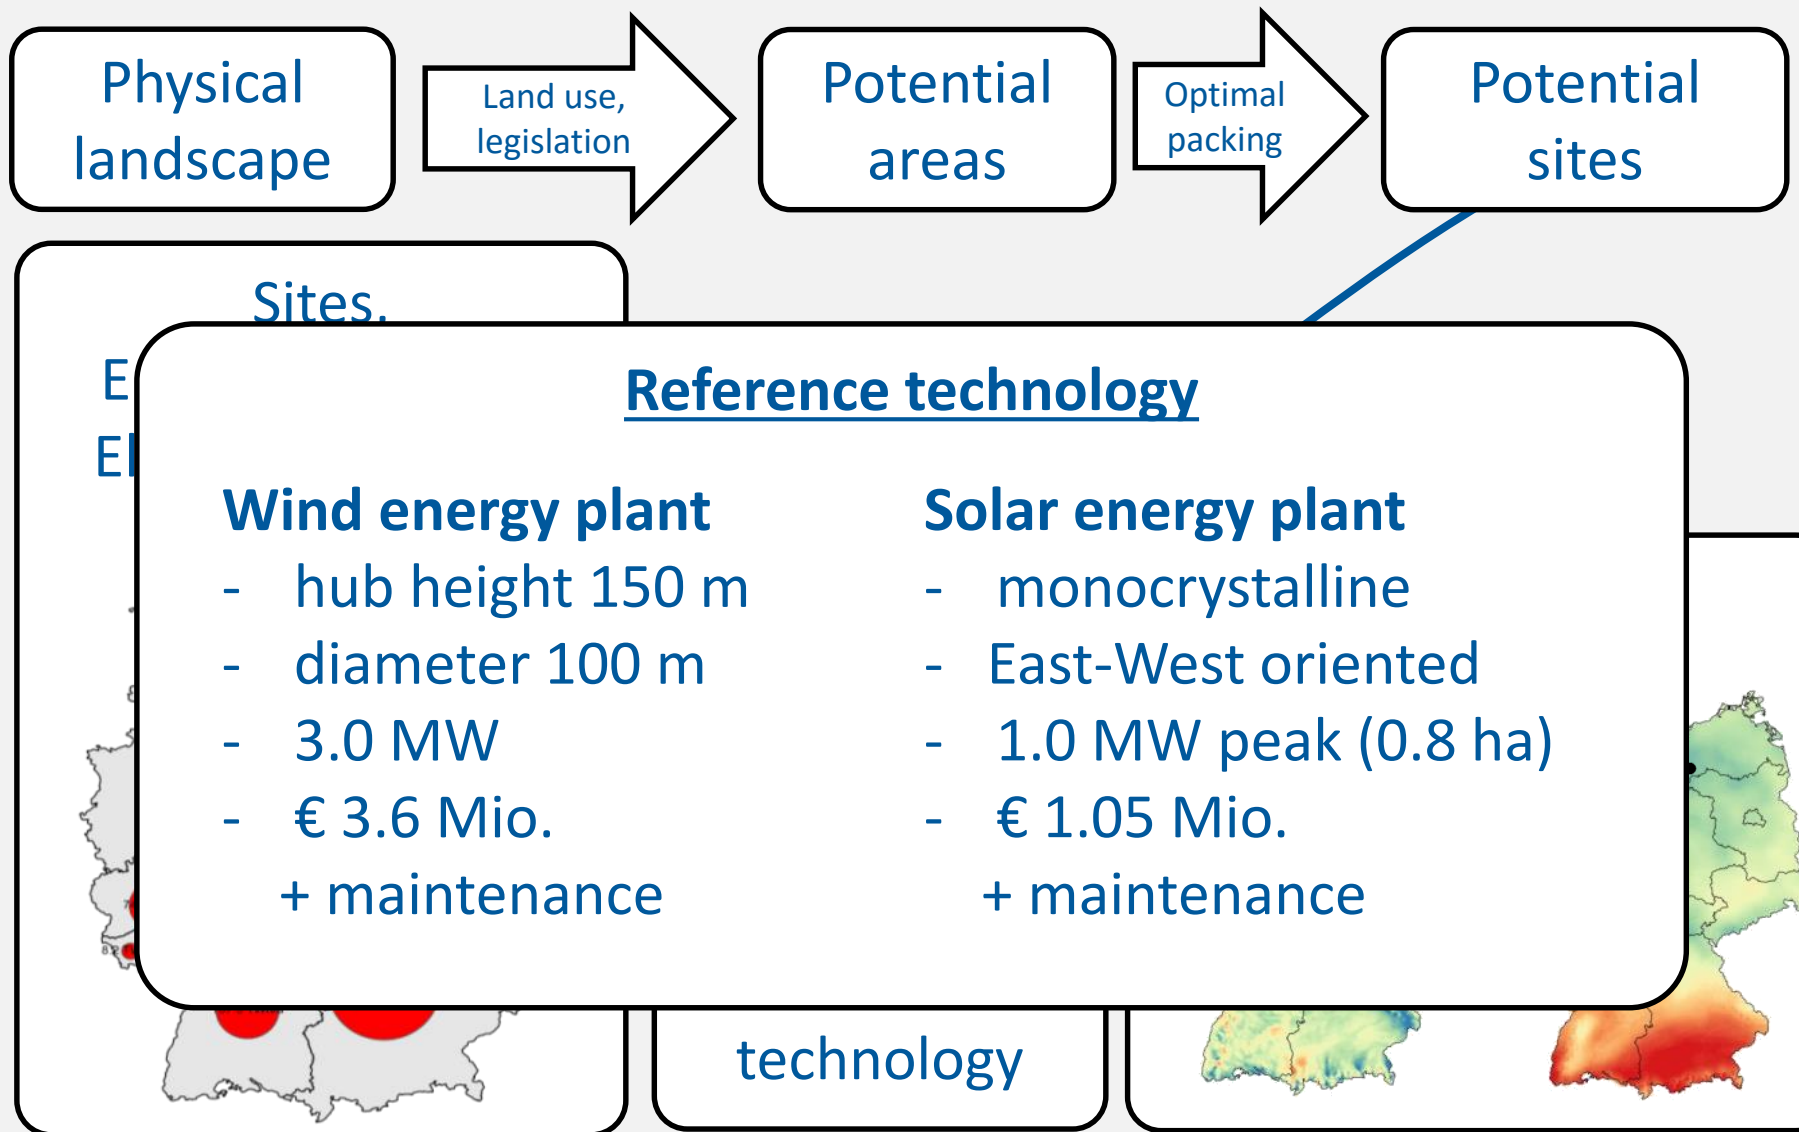 Physical
landscape
Land use,
legislation
Potential
areas
Optimal
packing
Potential
sites
Sites,
E
El
Reference technology
Wind energy plant
- hub height 150 m
- diameter 100 m
- 3.0 MW
- € 3.6 Mio.
+ maintenance
Solar energy plant
- monocrystalline
- East-West oriented
- 1.0 MW peak (0.8 ha)
- € 1.05 Mio.
+ maintenance
technology